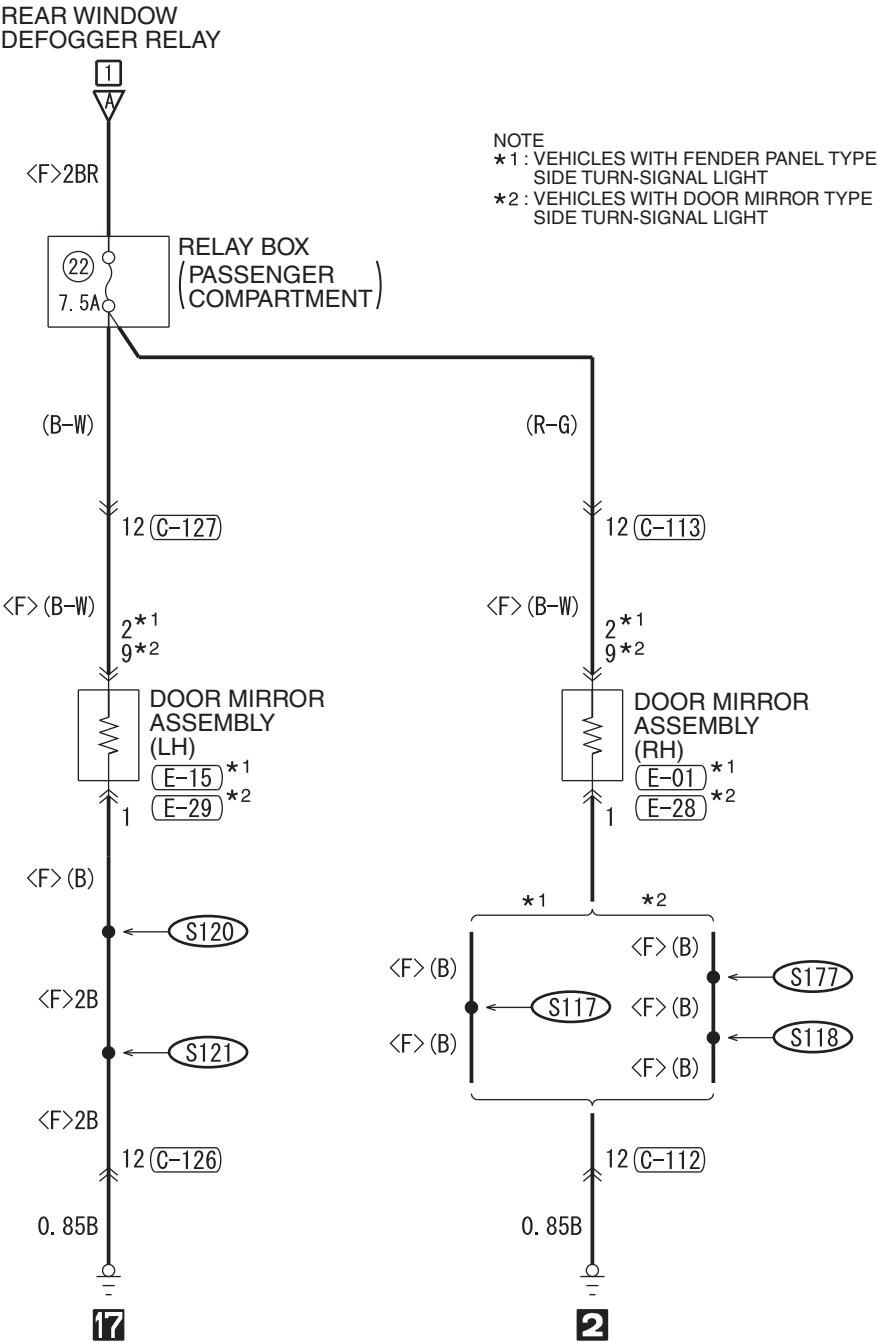 REAR WINDOW
DEFOGGER RELAY
1
A
NOTE
*1 : VEHICLES WITH FENDER PANEL TYPE
SIDE TURN-SIGNAL LIGHT
*2 : VEHICLES WITH DOOR MIRROR TYPE
SIDE TURN-SIGNAL LIGHT
<F>2BR
22
7. 5A
RELAY BOX
(PASSENGER
COMPARTMENT)
(B-W)
(R-G)
12 (C-127)
12 (C-113)
<F>(B-W)
<F>(B-W)
2*1
9*2
2*1
9*2
DOOR MIRROR
ASSEMBLY
(LH)
E-15 *1
E-29 *2
1
DOOR MIRROR
ASSEMBLY
(RH)
E-01 *1
E-28 *2
1
<F>(B)
*1
*2
S120
<F>(B)
<F>(B)
S177
<F>2B
S117
<F>(B)
S121
<F>(B)
S118
<F>(B)
<F>2B
12 (C-126)
12 (C-112)
0. 85B
0. 85B
17
2